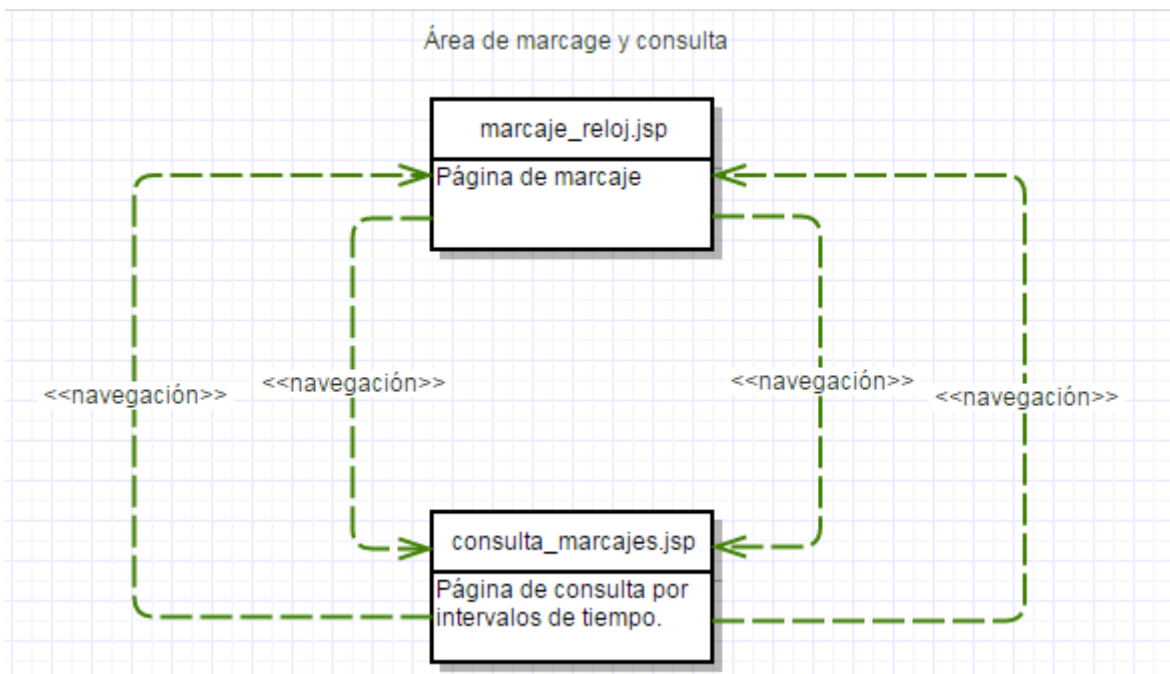 Área de marcage y consulta
marcaje_reloj.jsp
Página de marcaje
<<navegación>>
<<navegación>>
<<navegación>>
<<navegación>>
consulta_marcajes.jsp
Página de consulta por
intervalos de tiempo.